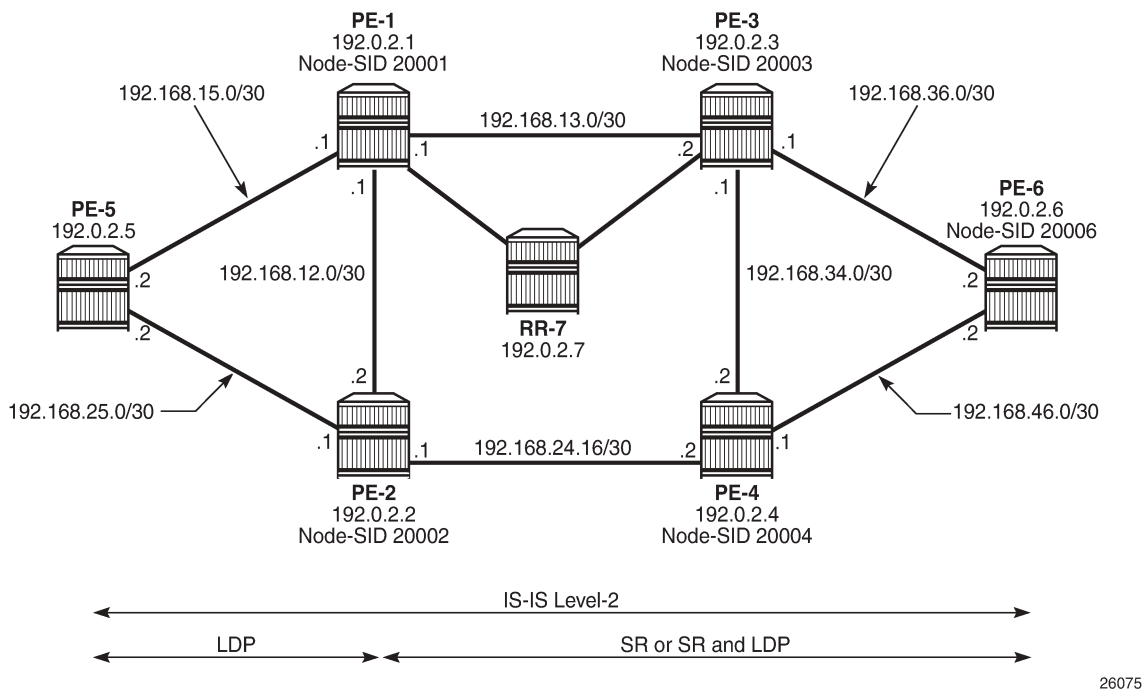 PE-1
192.0.2.1
Node-SID 20001
PE-3
192.0.2.3
Node-SID 20003
192.168.15.0/30
192.168.13.0/30
192.168.36.0/30
.1
.1
.2
.1
.1
.1
PE-5
192.0.2.5
PE-6
192.0.2.6
Node-SID 20006
.2
192.168.12.0/30
192.168.34.0/30
.2
RR-7
192.0.2.7
.2
.2
192.168.25.0/30
.2
.2
192.168.46.0/30
.1
.1
192.168.24.16/30
.2
.1
PE-2
192.0.2.2
Node-SID 20002
PE-4
192.0.2.4
Node-SID 20004
IS-IS Level-2
LDP
SR or SR and LDP
26075